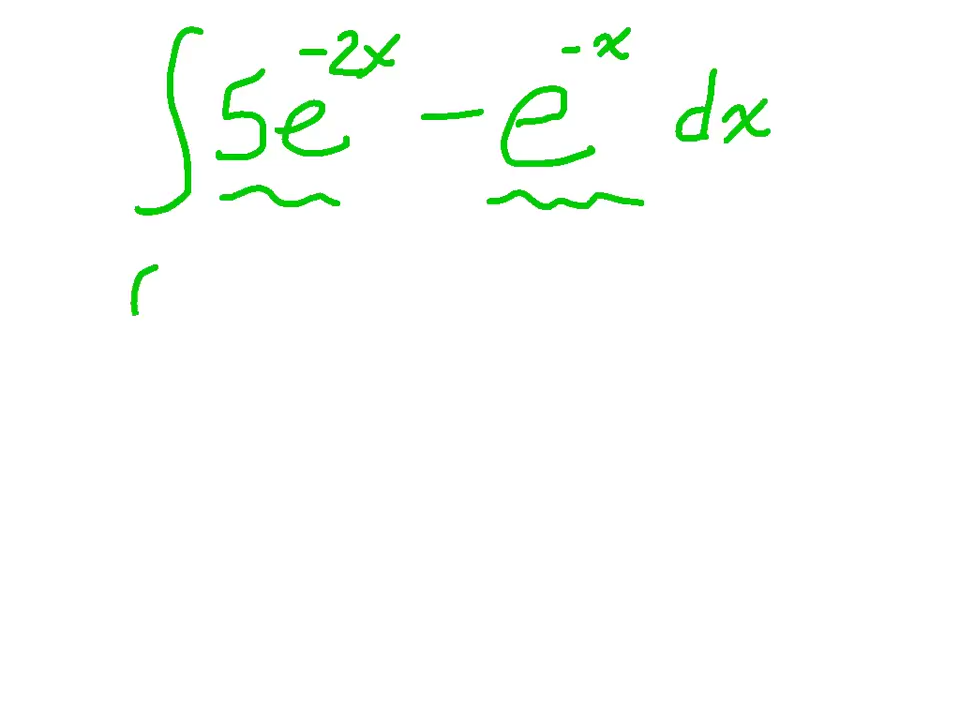 ∫ 5e^{-2x} - e^{-x} dx